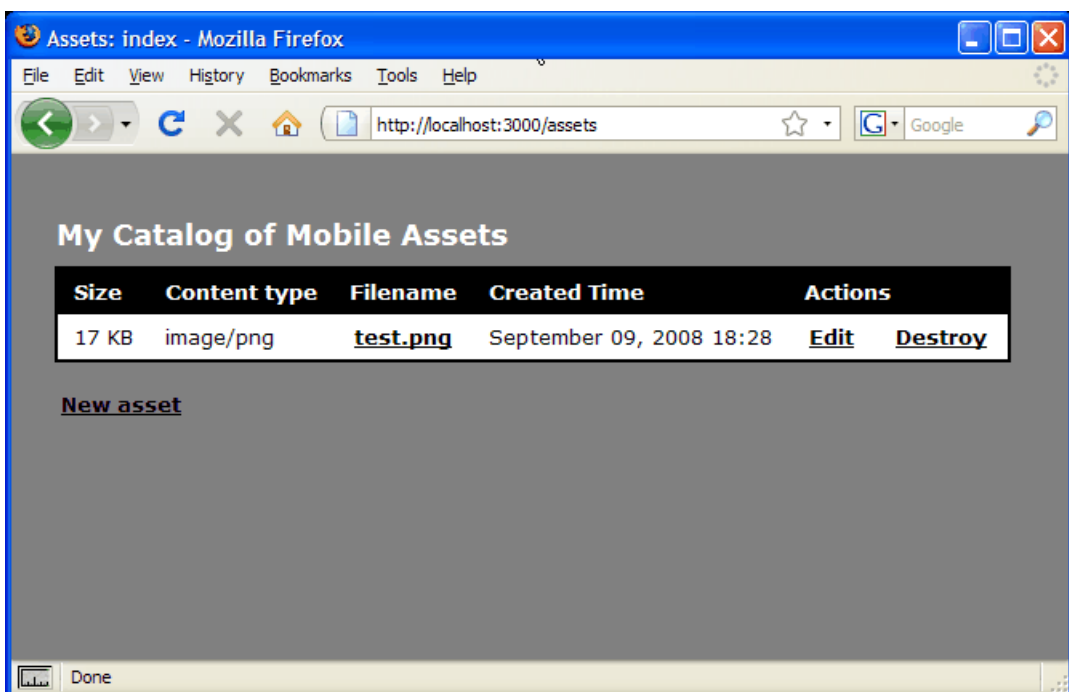 Assets: index - Mozilla Firefox
File Edit View History Bookmarks Tools Help
http://localhost:3000/assets G Google
My Catalog of Mobile Assets
Size Content type Filename Created Time Actions
17 KB image/png test.png September 09, 2008 18:28 Edit Destroy
New asset
Done